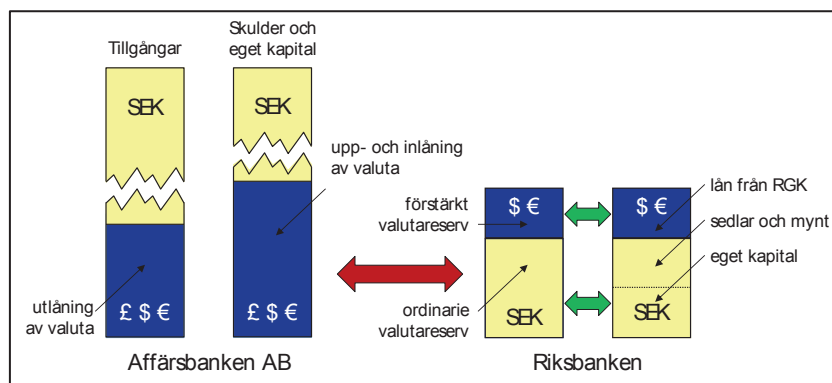 Tillgångar
Skulder och
eget kapital
SEK
SEK
upp- och inlåning
av valuta
utlåning
av valuta
£ $ €
£ $ €
Affärsbanken AB
förstärkt
valutareserv
ordinarie
valutareserv
$ €
$ €
SEK
SEK
lån från RGK
sedlar och mynt
eget kapital
Riksbanken